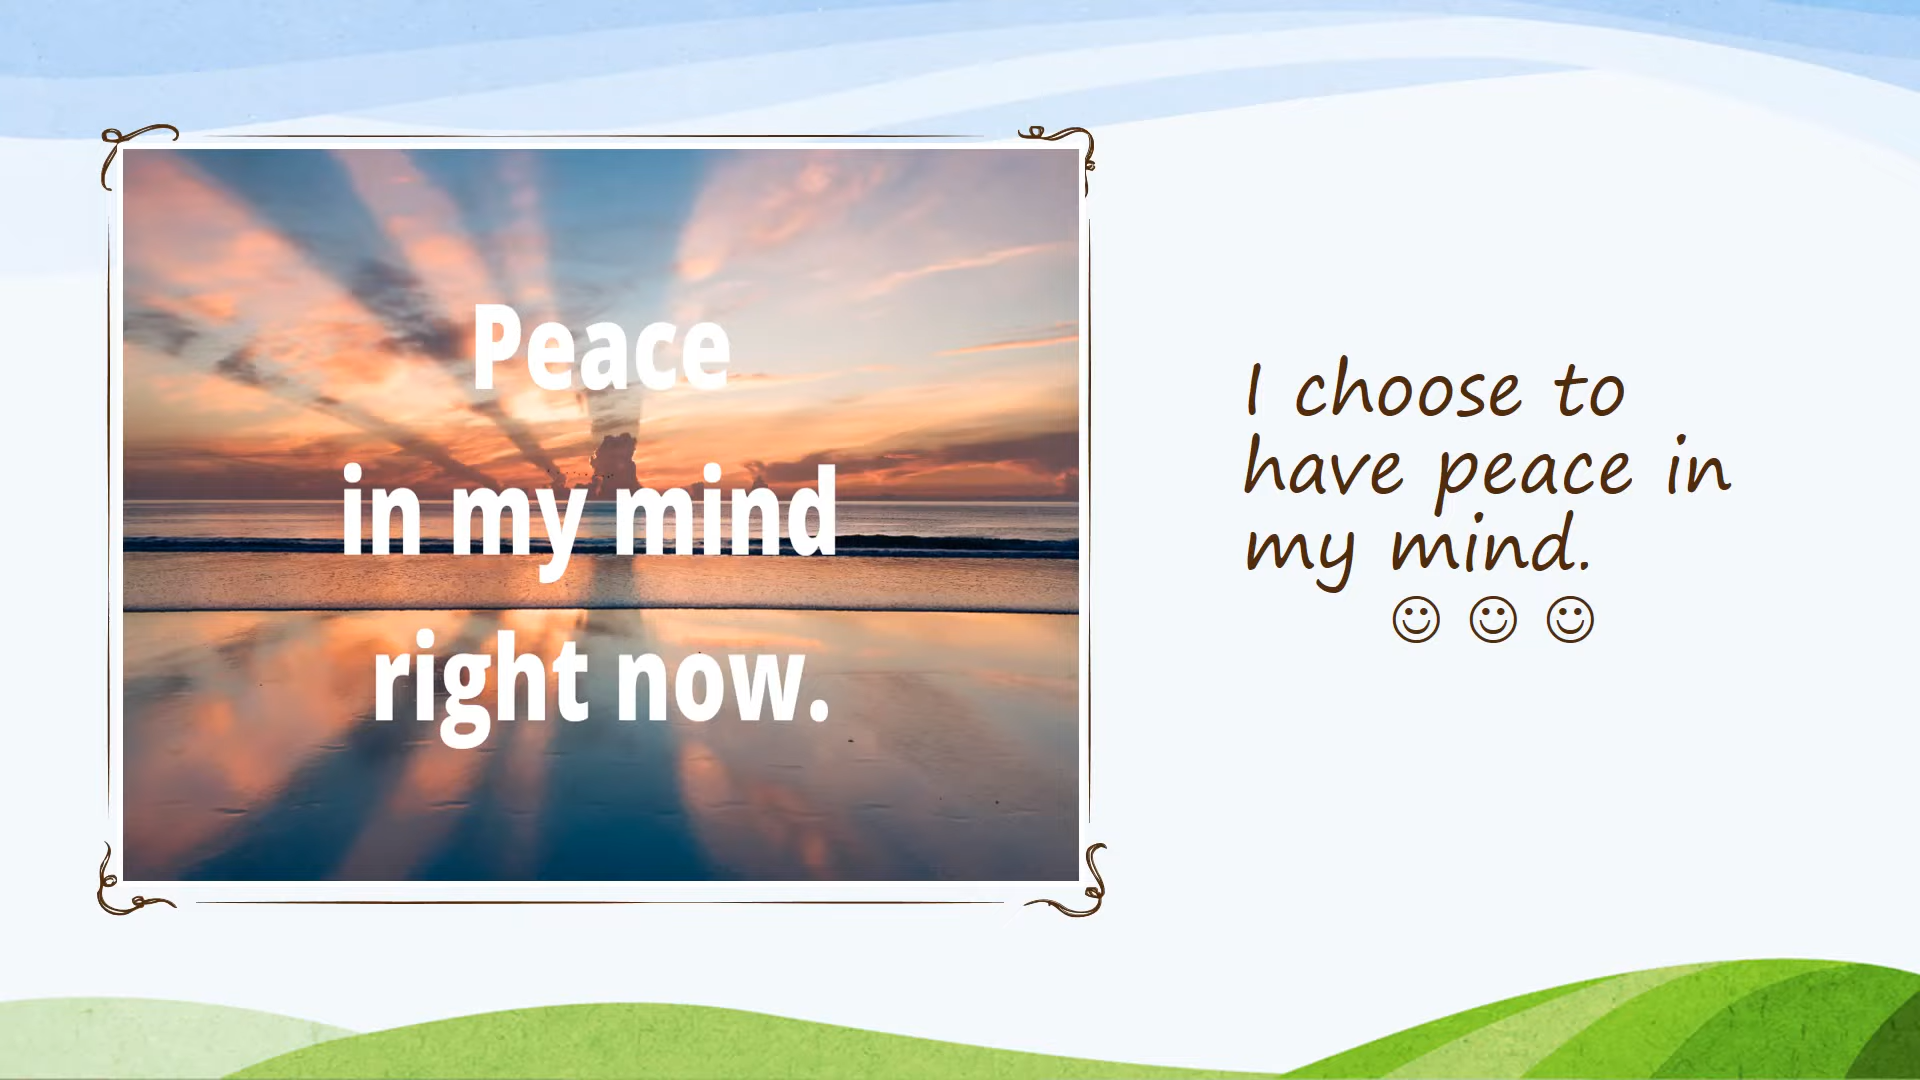 Peace
in my mind
right now.
I choose to
have peace in
my mind.
☺ ☺ ☺